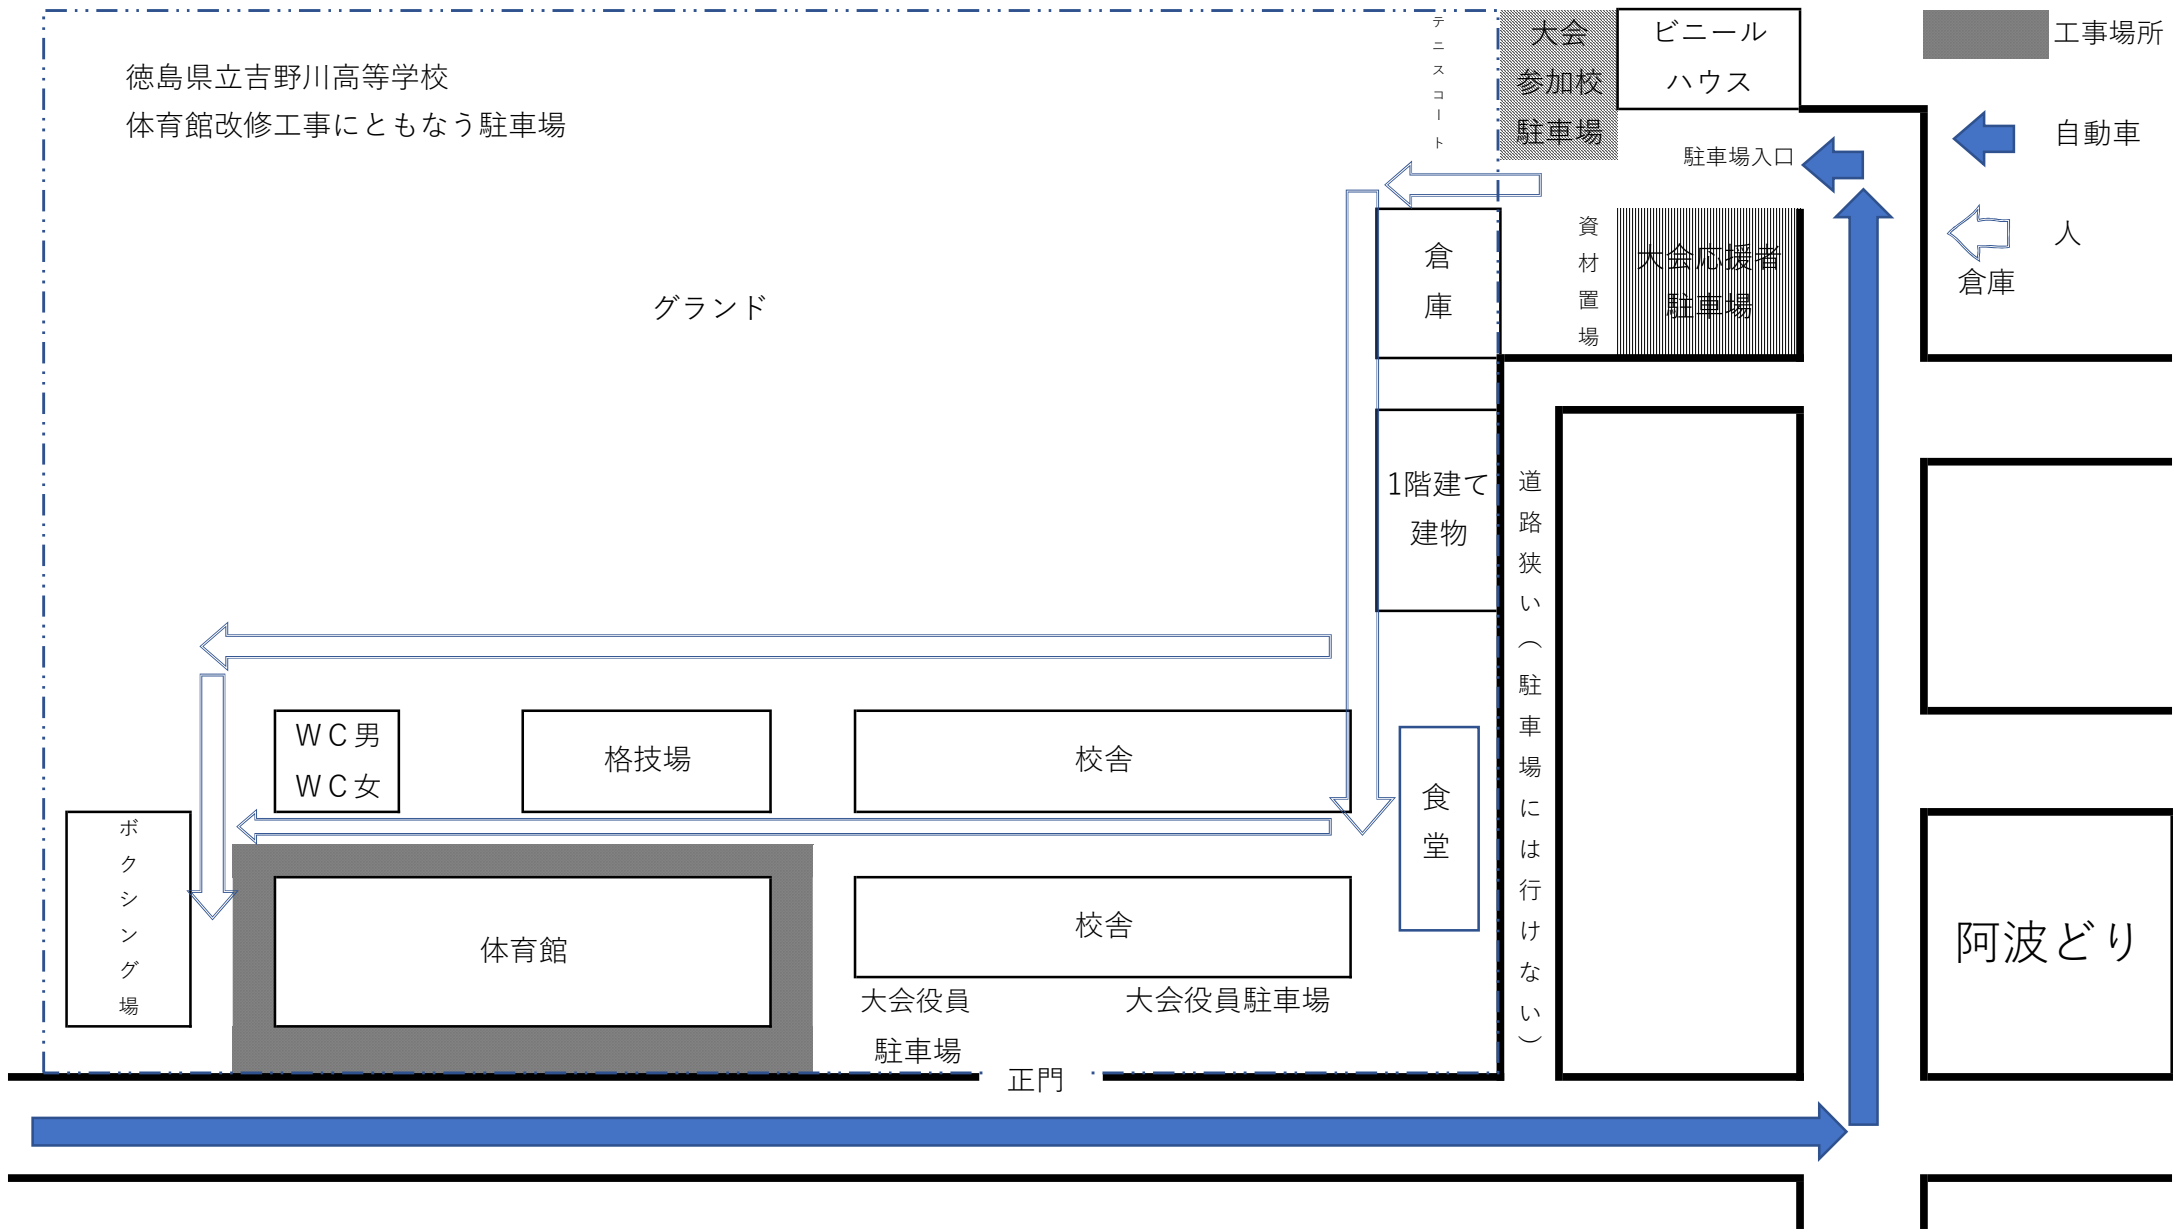 徳島県立吉野川高等学校
体育館改修工事にともなう駐車場
テニスコート
大会
参加校
駐車場
ビニール
ハウス
工事場所
自動車
駐車場入口
人
倉庫
資材置場
大会応援者
駐車場
倉庫
グランド
1階建て
建物
道路狭い（駐車場には行けない）
WC男
WC女
格技場
校舎
食堂
ボクシング場
体育館
校舎
阿波どり
大会役員
駐車場
大会役員駐車場
正門